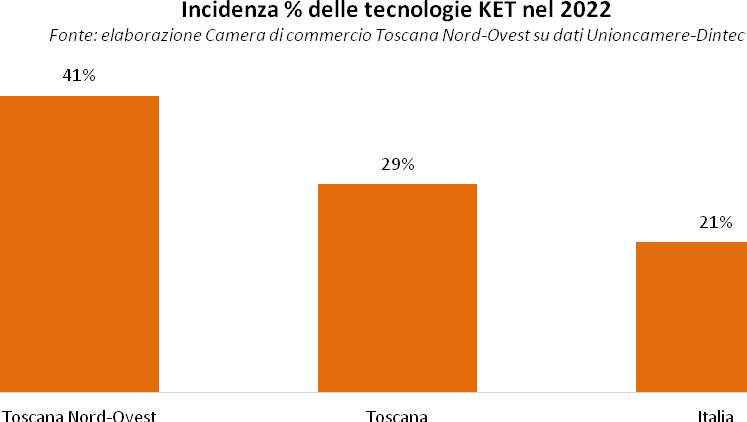 Incidenza % delle tecnologie KET nel 2022
Fonte: elaborazione Camera di commercio Toscana Nord-Ovest su dati Unioncamere-Dintec
41%
29%
21%
Toscana Nord-Ovest
Toscana
Italia